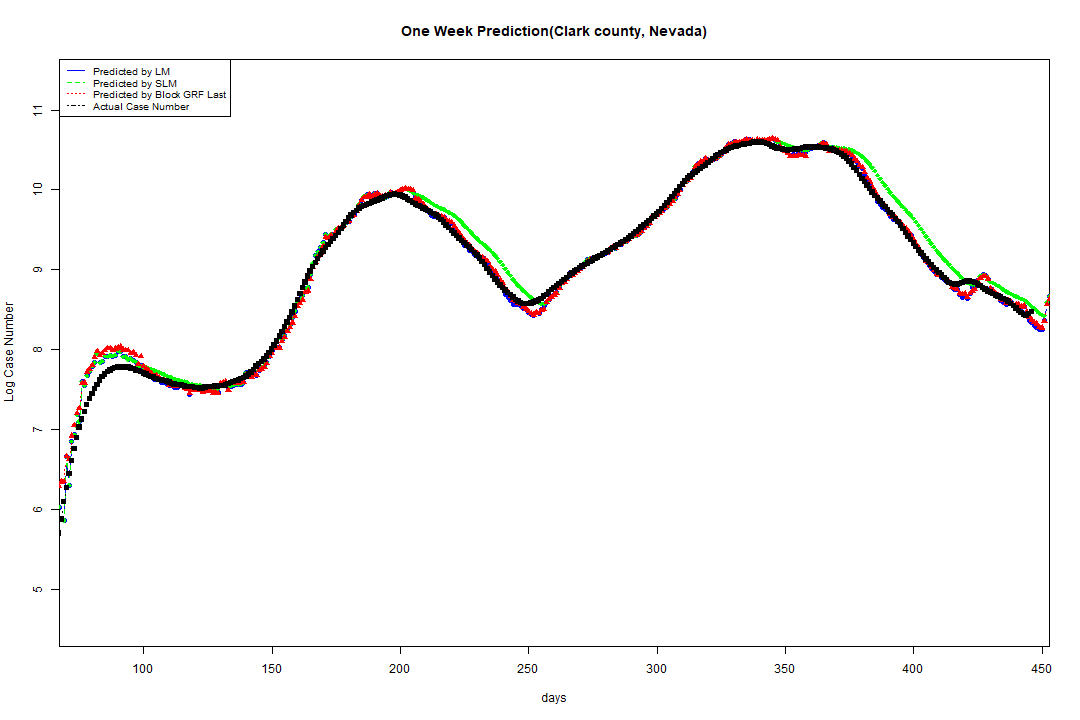 One Week Prediction(Clark county, Nevada)
Predicted by LM
Predicted by SLM
Predicted by Block GRF Last
Actual Case Number
Log Case Number
11
10
9
8
7
6
5
100 150 200 250 300 350 400 450
days